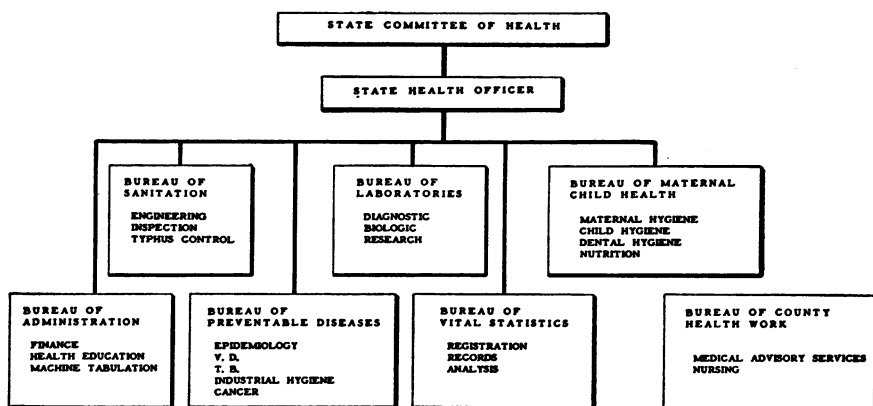 STATE COMMITTEE OF HEALTH
STATE HEALTH OFFICER
BUREAU OF
SANITATION
ENGINEERING
INSPECTION
TYPHUS CONTROL
BUREAU OF
LABORATORIES
DIAGNOSTIC
BIOLOGIC
RESEARCH
BUREAU OF MATERNAL
CHILD HEALTH
MATERNAL HYGIENE
CHILD HYGIENE
DENTAL HYGIENE
NUTRITION
BUREAU OF
ADMINISTRATION
FINANCE
HEALTH EDUCATION
MACHINE TABULATION
BUREAU OF
PREVENTABLE DISEASES
EPIDEMIOLOGY
V. D.
T. B.
INDUSTRIAL HYGIENE
CANCER
BUREAU OF
VITAL STATISTICS
REGISTRATION
RECORDS
ANALYSIS
BUREAU OF COUNTY
HEALTH WORK
MEDICAL ADVISORY SERVICES
NURSING